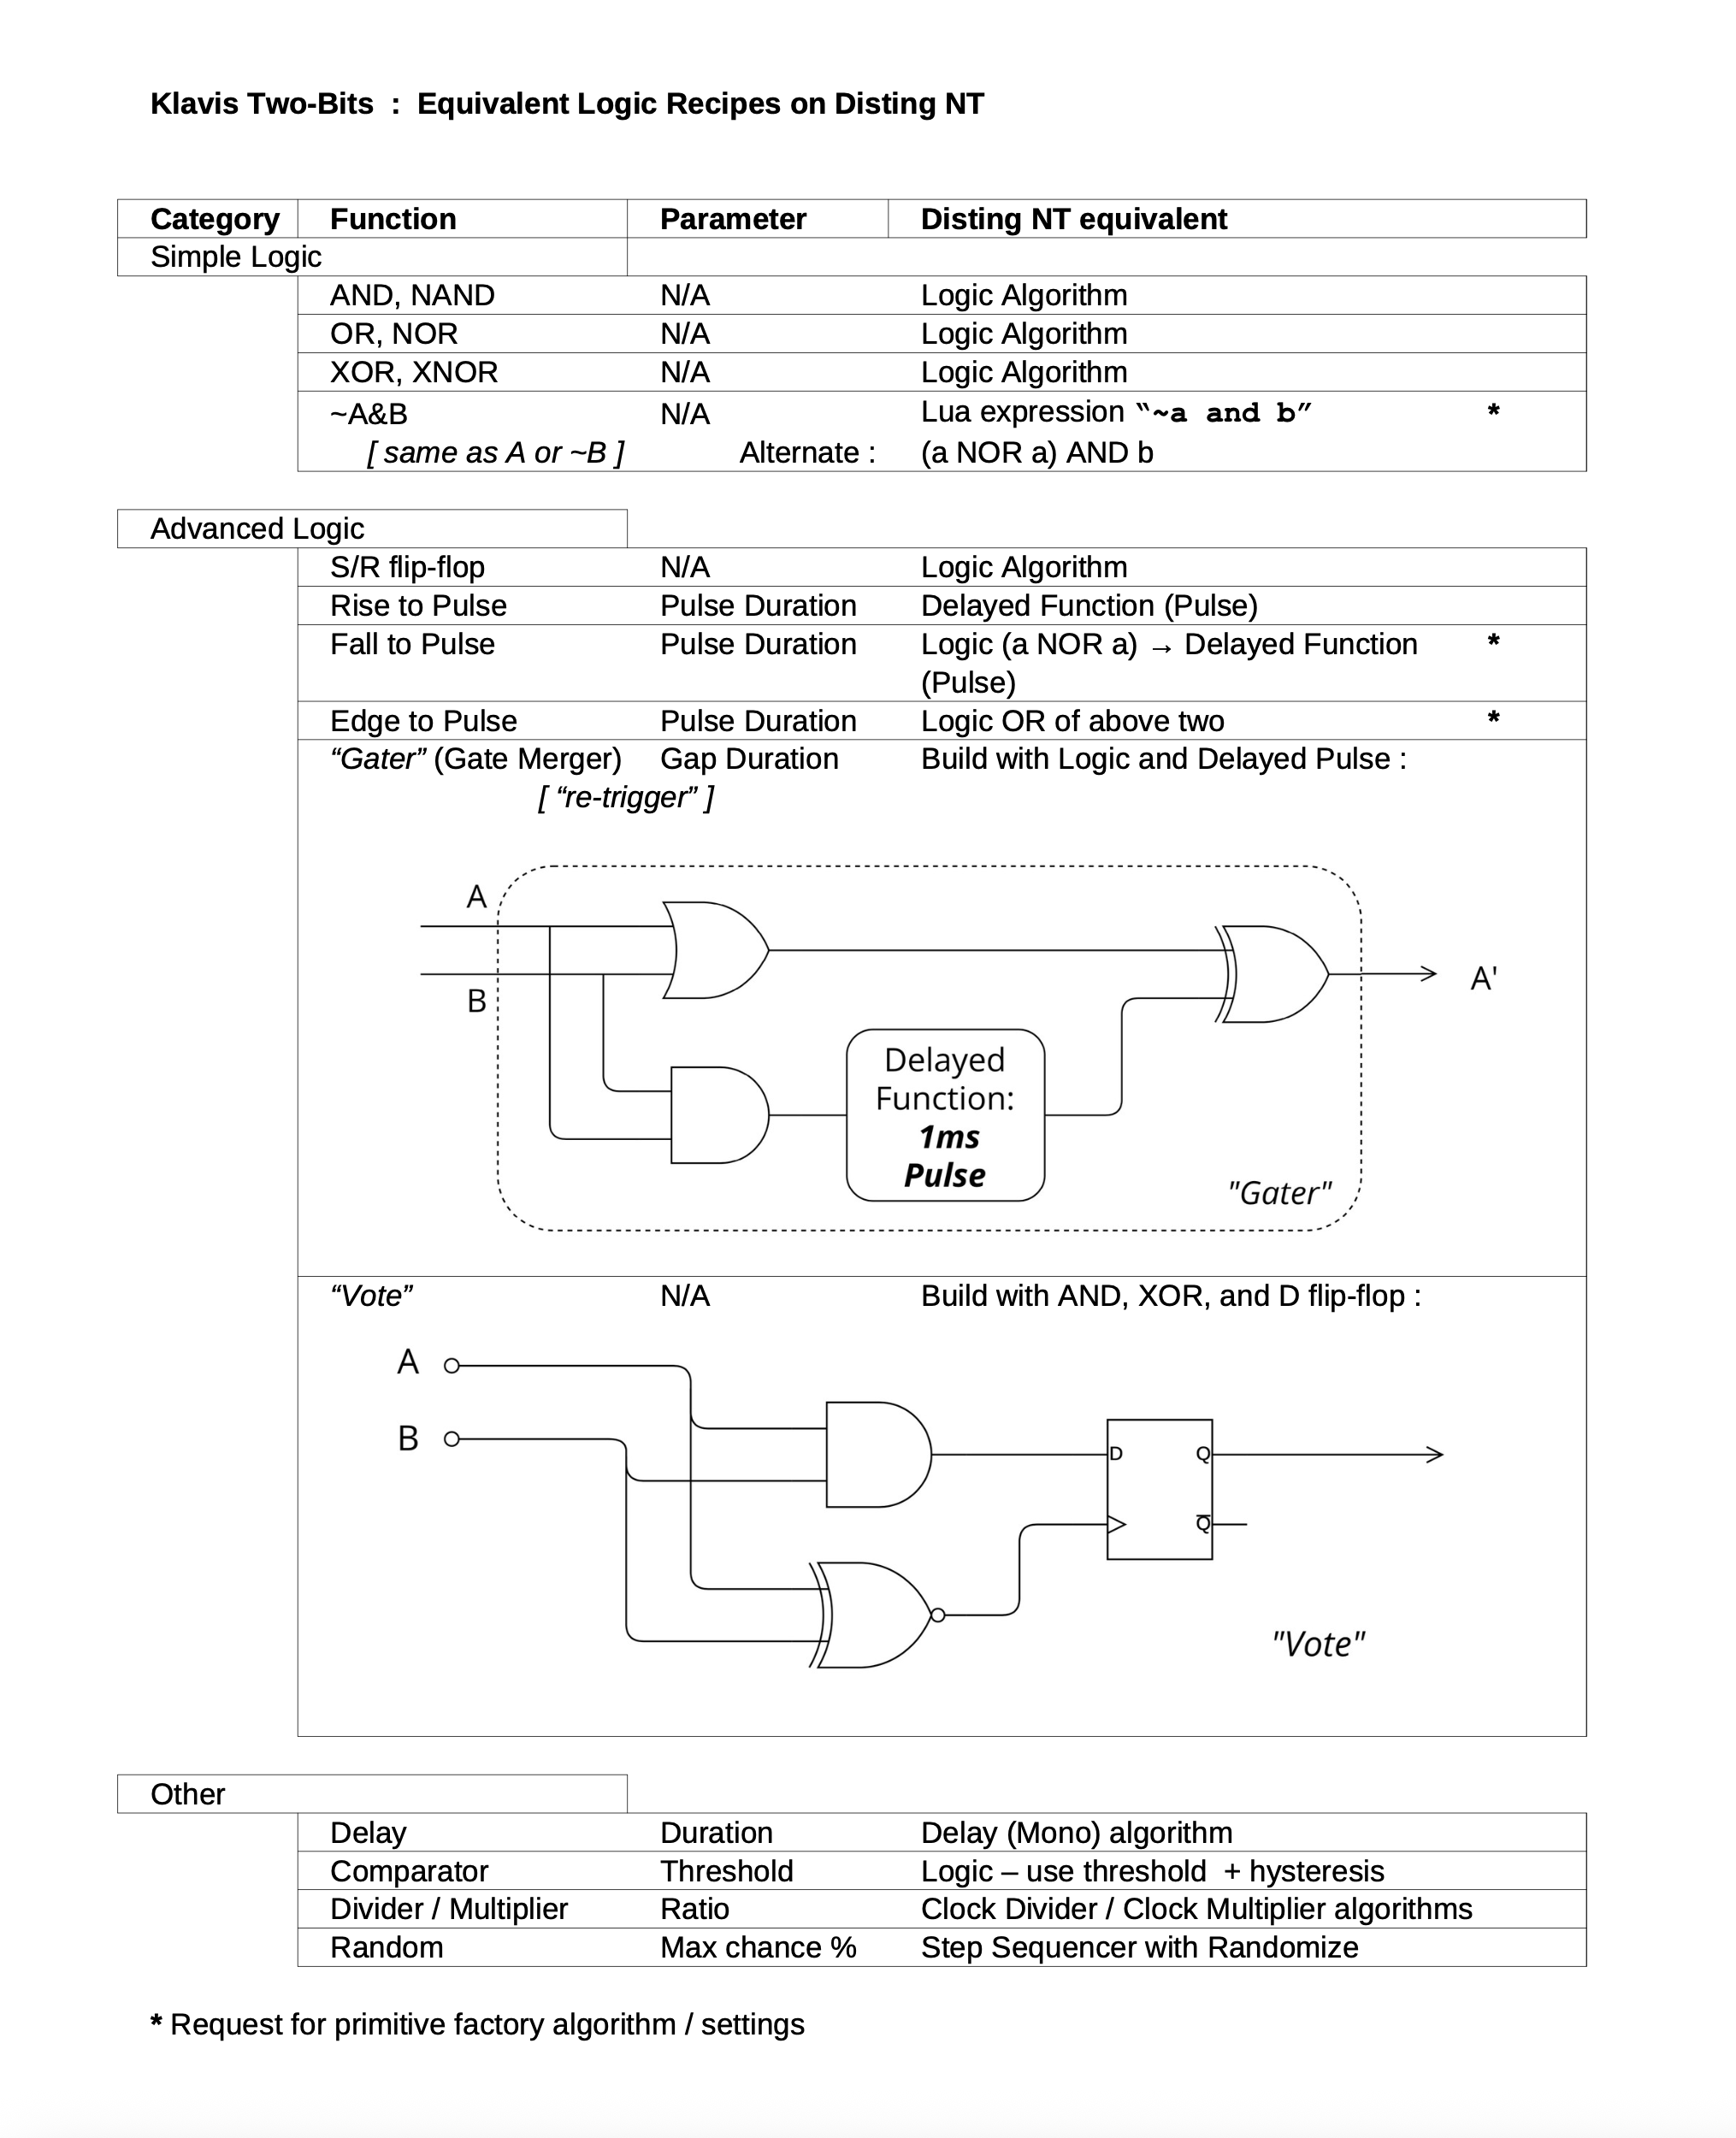 Klavis Two-Bits : Equivalent Logic Recipes on Disting NT
Category Function Parameter Disting NT equivalent
Simple Logic
AND, NAND N/A Logic Algorithm
OR, NOR N/A Logic Algorithm
XOR, XNOR N/A Logic Algorithm
~A&B N/A Lua expression “~a and b” *
[ same as A or ~B ] Alternate : (a NOR a) AND b
Advanced Logic
S/R flip-flop N/A Logic Algorithm
Rise to Pulse Pulse Duration Delayed Function (Pulse)
Fall to Pulse Pulse Duration Logic (a NOR a) → Delayed Function *
(Pulse)
Edge to Pulse Pulse Duration Logic OR of above two *
“Gater” (Gate Merger) Gap Duration Build with Logic and Delayed Pulse :
[ “re-trigger” ]
A
B
A'
Delayed
Function:
1ms
Pulse
"Gater"
“Vote” N/A Build with AND, XOR, and D flip-flop :
A
B
D Q
Q̅
"Vote"
Other
Delay Duration Delay (Mono) algorithm
Comparator Threshold Logic – use threshold + hysteresis
Divider / Multiplier Ratio Clock Divider / Clock Multiplier algorithms
Random Max chance % Step Sequencer with Randomize
* Request for primitive factory algorithm / settings